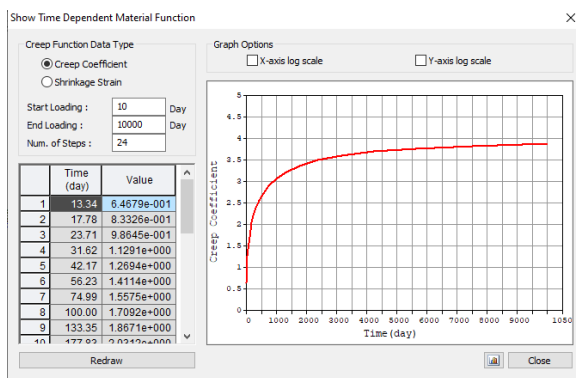 Show Time Dependent Material Function
Creep Function Data Type
Creep Coefficient
Shrinkage Strain
Start Loading : 10 Day
End Loading : 10000 Day
Num. of Steps : 24
Time (day) Value
1 13.34 6.4679e-001
2 17.78 8.3326e-001
3 23.71 9.8645e-001
4 31.62 1.1291e+000
5 42.17 1.2694e+000
6 56.23 1.4114e+000
7 74.99 1.5575e+000
8 100.00 1.7092e+000
9 133.35 1.8671e+000
10 177.83 2.0312e+000
Redraw
Graph Options
X-axis log scale Y-axis log scale
5
4.5
4
3.5
3
2.5
2
1.5
1
0.5
0
Creep Coefficient
0 1000 2000 3000 4000 5000 6000 7000 8000 9000 1050
Time(day)
Close